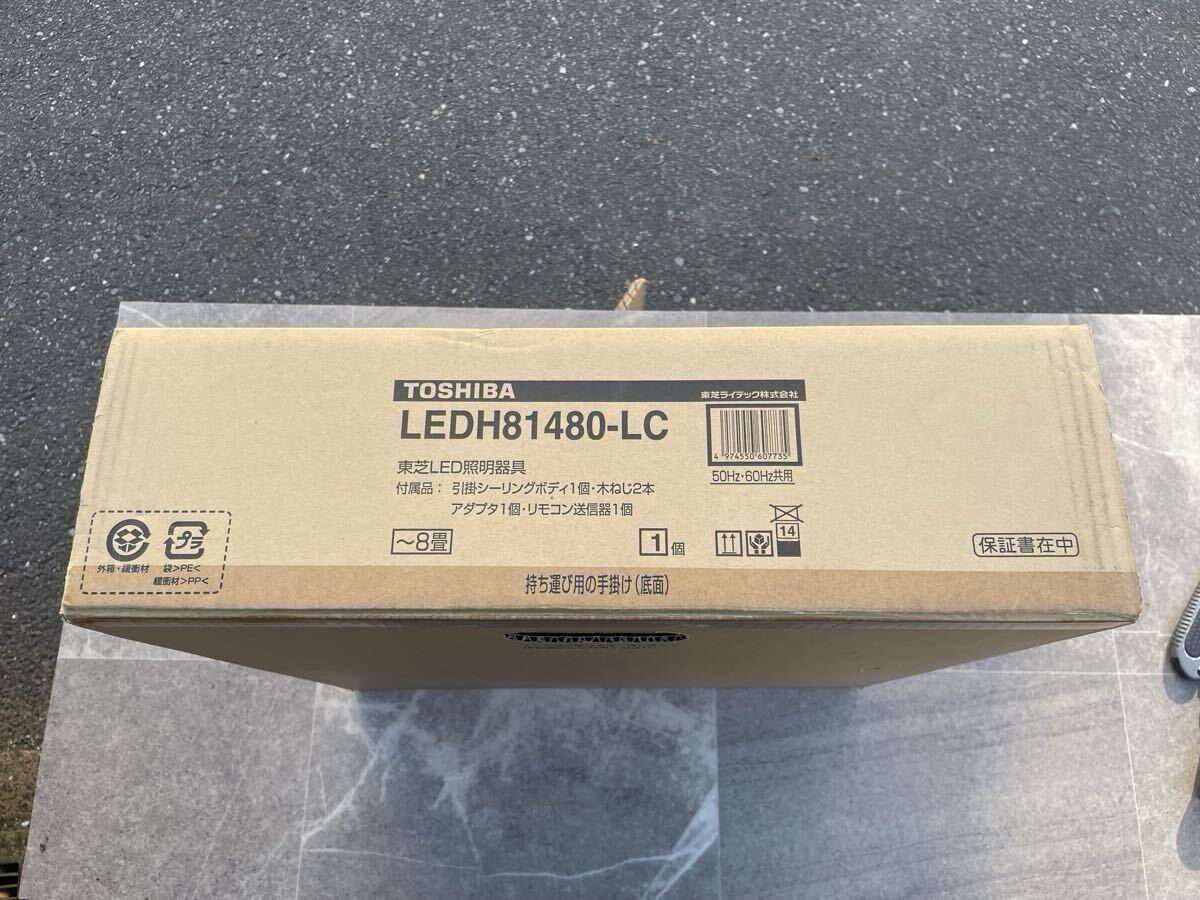 TOSHIBA
東芝ライテック株式会社
LEDH81480-LC
4 974550 607735
50Hz・60Hz共用
東芝LED照明器具
付属品： 引掛シーリングボディ1個・木ねじ2本
アダプタ1個・リモコン送信器1個
～8畳
1個
14
保証書在中
プラ
外箱・緩衝材
袋>PE<
緩衝材>PP<
持ち運び用の手掛け（底面）